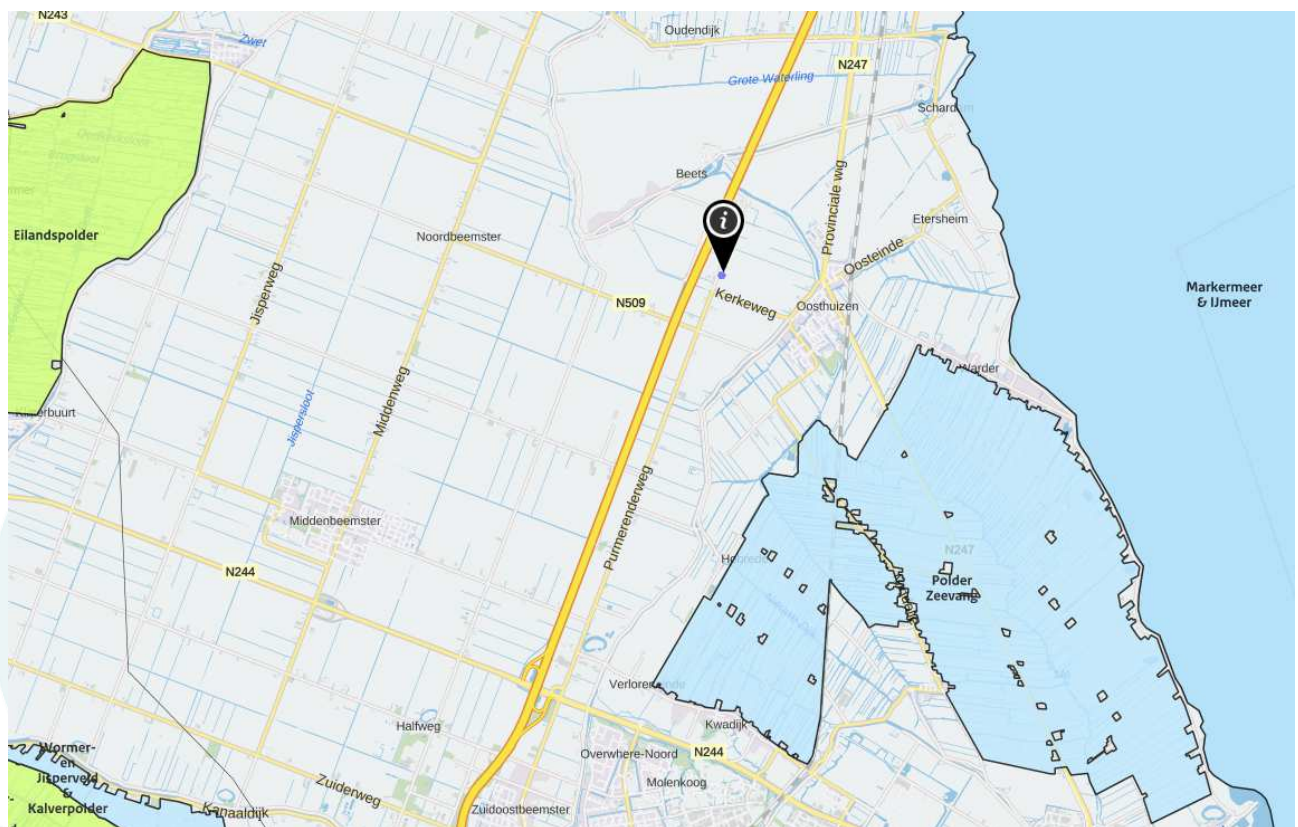 N243
Zwet
Oudendijk
N247
Grote Waterling
Schardam
Beets
i
Provinciale wig
Etersheim
Eilandspolder
Noordbeemster
Oosteinde
Jisperweg
N509
Kerkeweg
Oosthuizen
Markermeer
& IJmeer
Middenweg
Warder
Jispersloot
Purmerenderweg
Middenbeemster
N247
Polder
Zeevang
N244
Halfweg
Kwadijk
Overwhere-Noord
N244
Molenkoog
Wormer-
en
Jisperveld
&
Kalverpolder
Zuiderweg
Kanaaldijk
Zuidoostbeemster